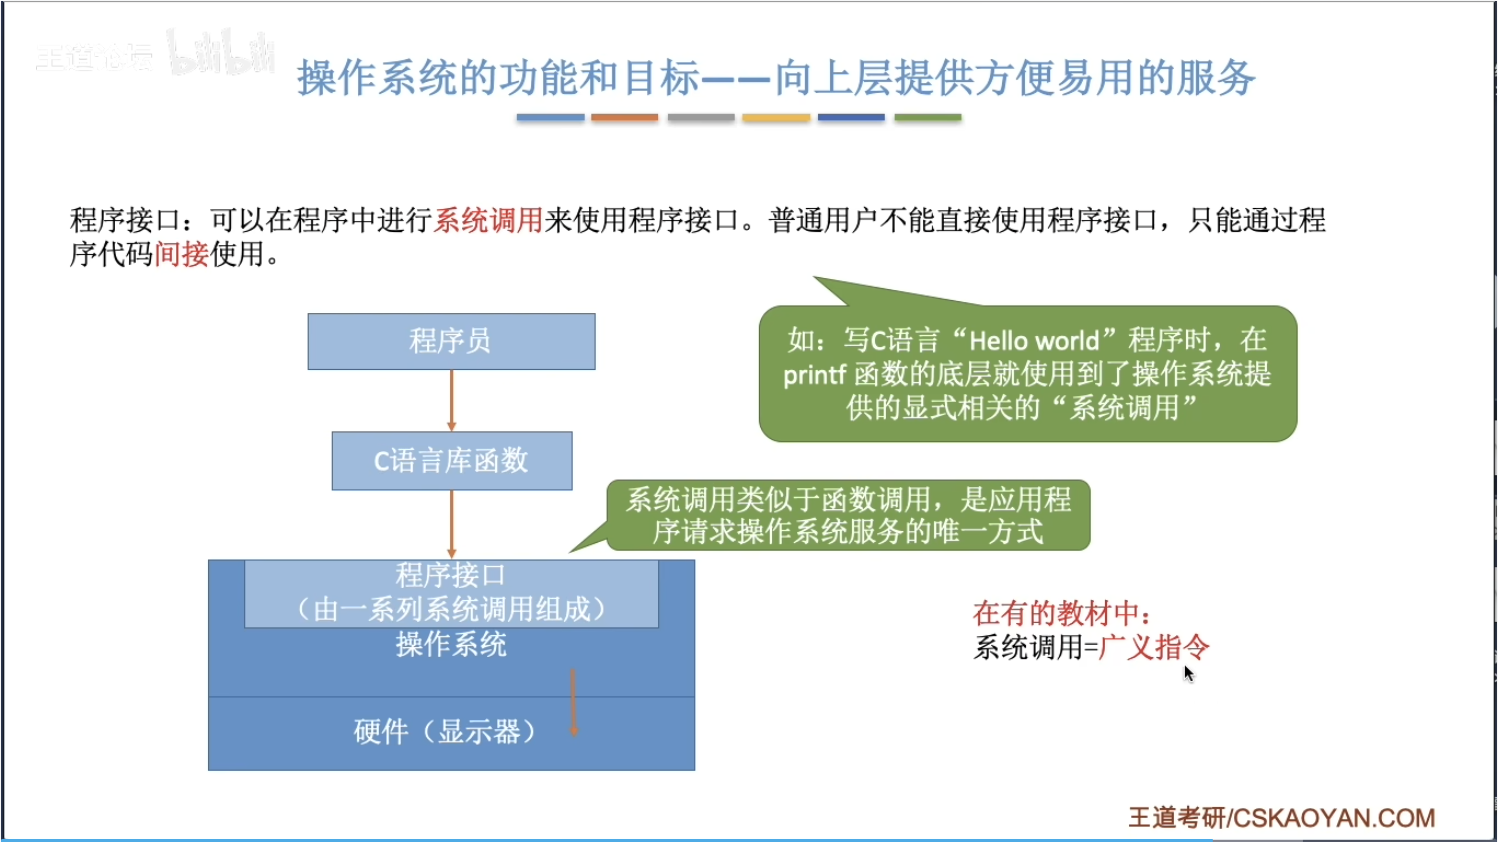 王道论坛 bilibili
操作系统的功能和目标——向上层提供方便易用的服务
程序接口：可以在程序中进行系统调用来使用程序接口。普通用户不能直接使用程序接口，只能通过程
序代码间接使用。
程序员
如：写C语言“Hello world”程序时，在
printf 函数的底层就使用到了操作系统提
供的显式相关的“系统调用”
C语言库函数
系统调用类似于函数调用，是应用程
序请求操作系统服务的唯一方式
程序接口
（由一系列系统调用组成）
操作系统
硬件（显示器）
在有的教材中：
系统调用=广义指令
王道考研/CSKAOYAN.COM